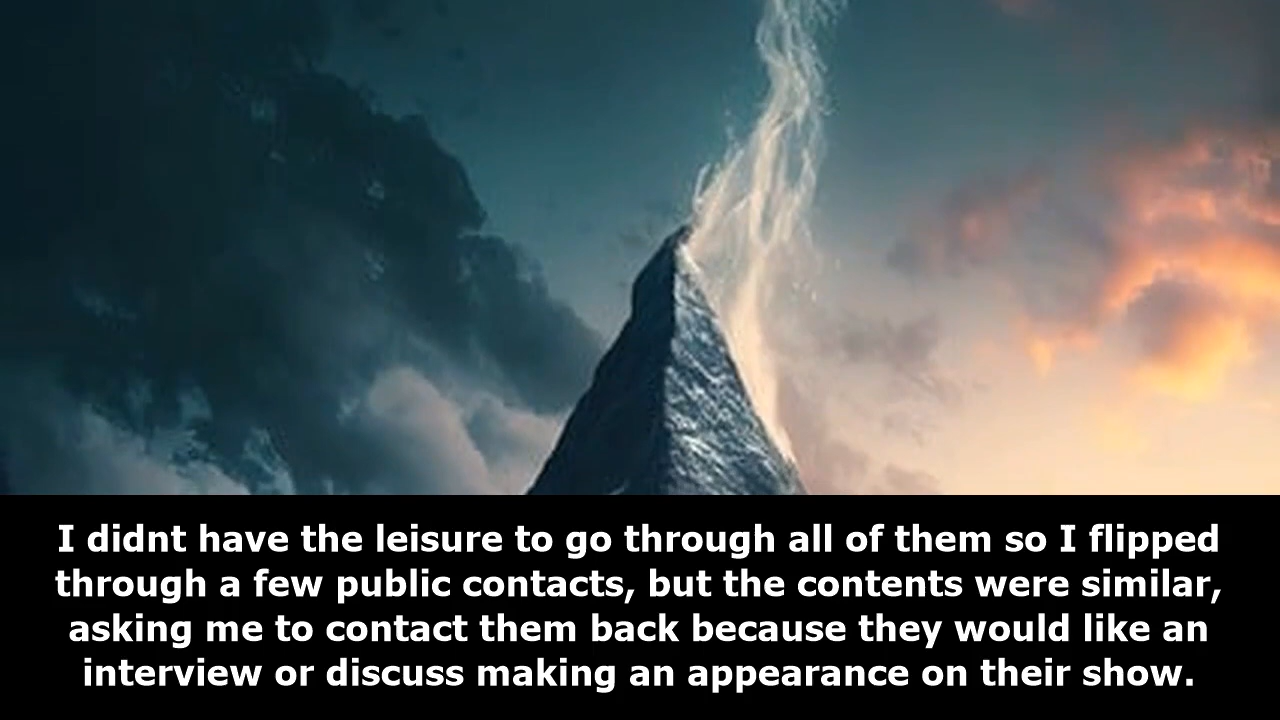 I didnt have the leisure to go through all of them so I flipped
through a few public contacts, but the contents were similar,
asking me to contact them back because they would like an
interview or discuss making an appearance on their show.